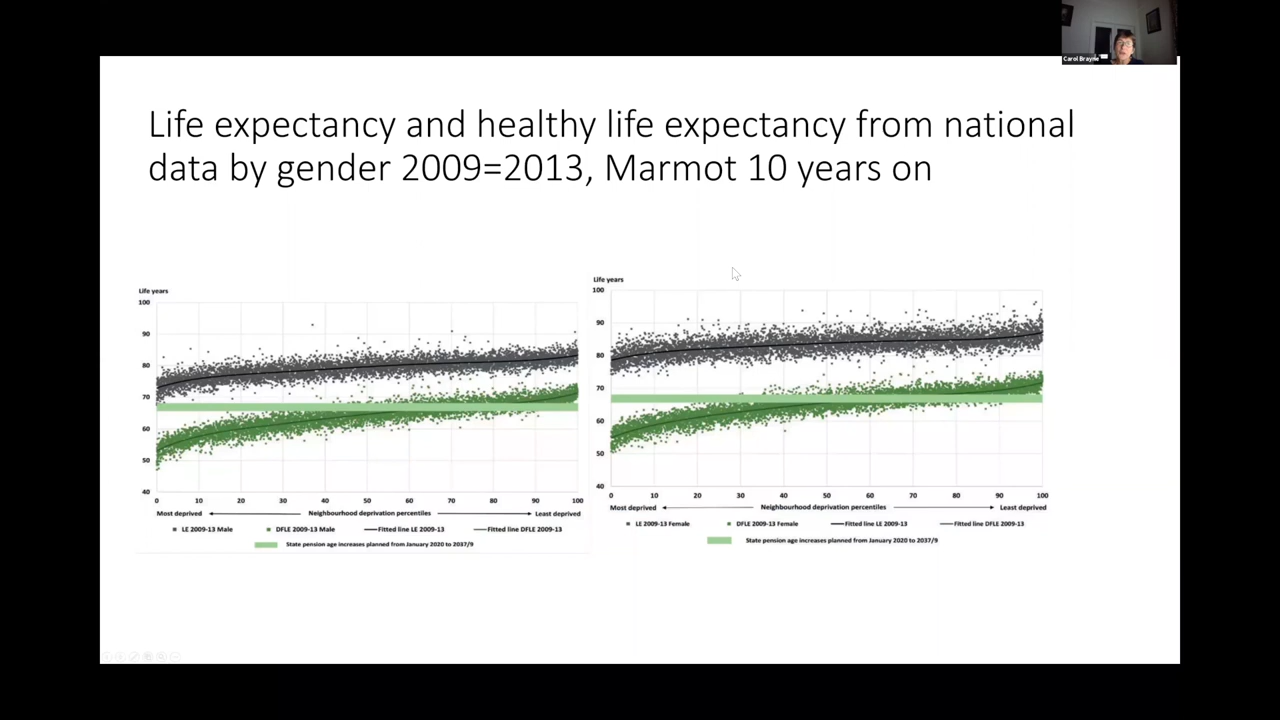 Carol Brayne
Life expectancy and healthy life expectancy from national
data by gender 2009=2013, Marmot 10 years on
Life years
100
90
80
70
60
50
40
0 10 20 30 40 50 60 70 80 90 100
Most deprived Neighbourhood deprivation percentiles Least deprived
LE 2009-13 Male DFLE 2009-13 Male Fitted line LE 2009-13 Fitted line DFLE 2009-13
State pension age increases planned from January 2020 to 2037/9
Life years
100
90
80
70
60
50
40
0 10 20 30 40 50 60 70 80 90 100
Most deprived Neighbourhood deprivation percentiles Least deprived
LE 2009-13 Female DFLE 2009-13 Female Fitted line LE 2009-13 Fitted line DFLE 2009-13
State pension age increases planned from January 2020 to 2037/9